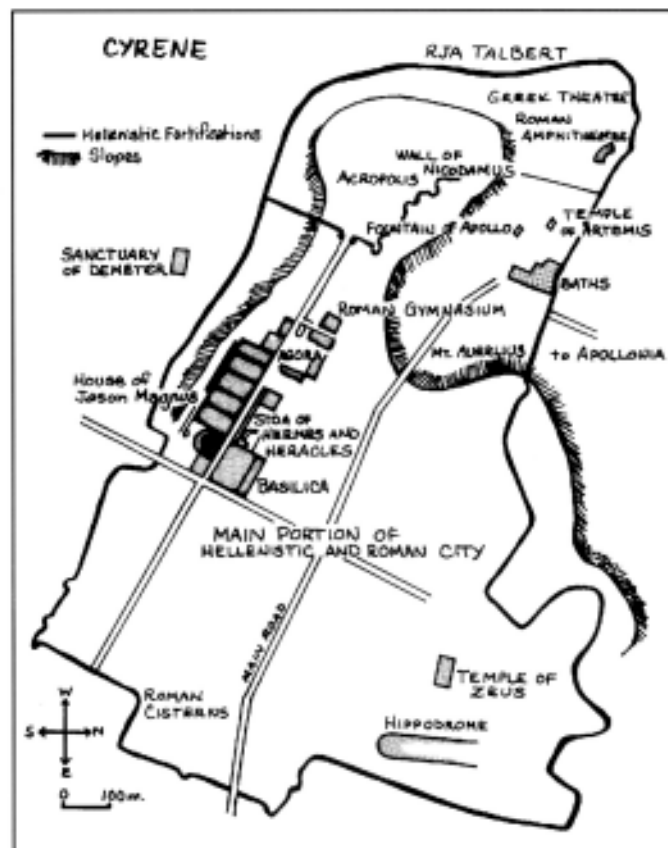 CYRENE
RJA TALBERT
Hellenistic Fortifications
Slopes
GREEK THEATRE
ROMAN
AMPHITHEATRE
WALL OF
NICODAMUS
ACROPOLIS
FOUNTAIN of APOLLO
TEMPLE
OF ARTEMIS
SANCTUARY
OF DEMETER
BATHS
ROMAN GYMNASIUM
AGORA
MT. AURELIUS
to APOLLONIA
House of
Jason Magnus
OF
HERMES AND
HERACLES
BASILICA
MAIN PORTION OF
HELLENISTIC AND ROMAN CITY
MAIN ROAD
TEMPLE OF
ZEUS
ROMAN
CISTERNS
HIPPODROME
W
S N
E
0 100m.